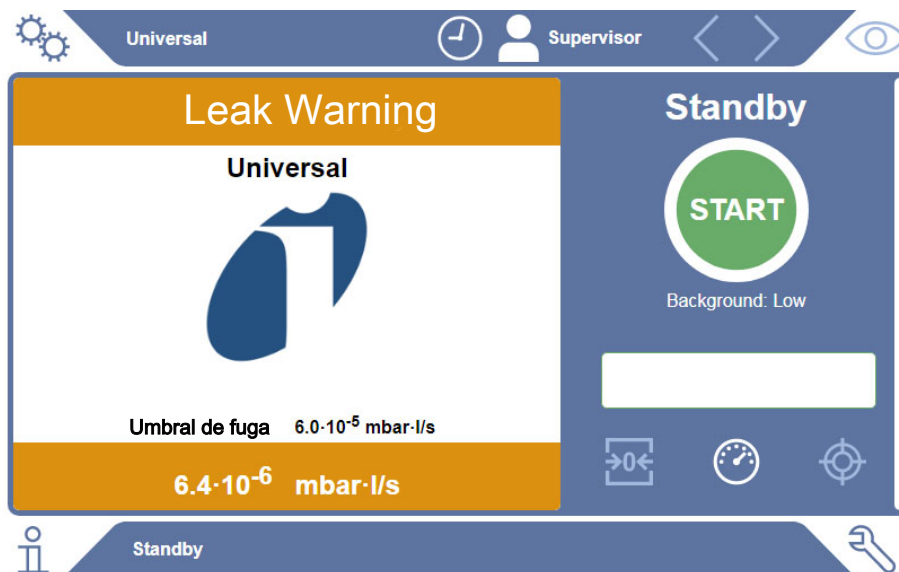 Universal
Supervisor
Leak Warning
Universal
Umbral de fuga 6.0·10⁻⁵ mbar·l/s
6.4·10⁻⁶ mbar·l/s
Standby
START
Background: Low
→0←
Standby